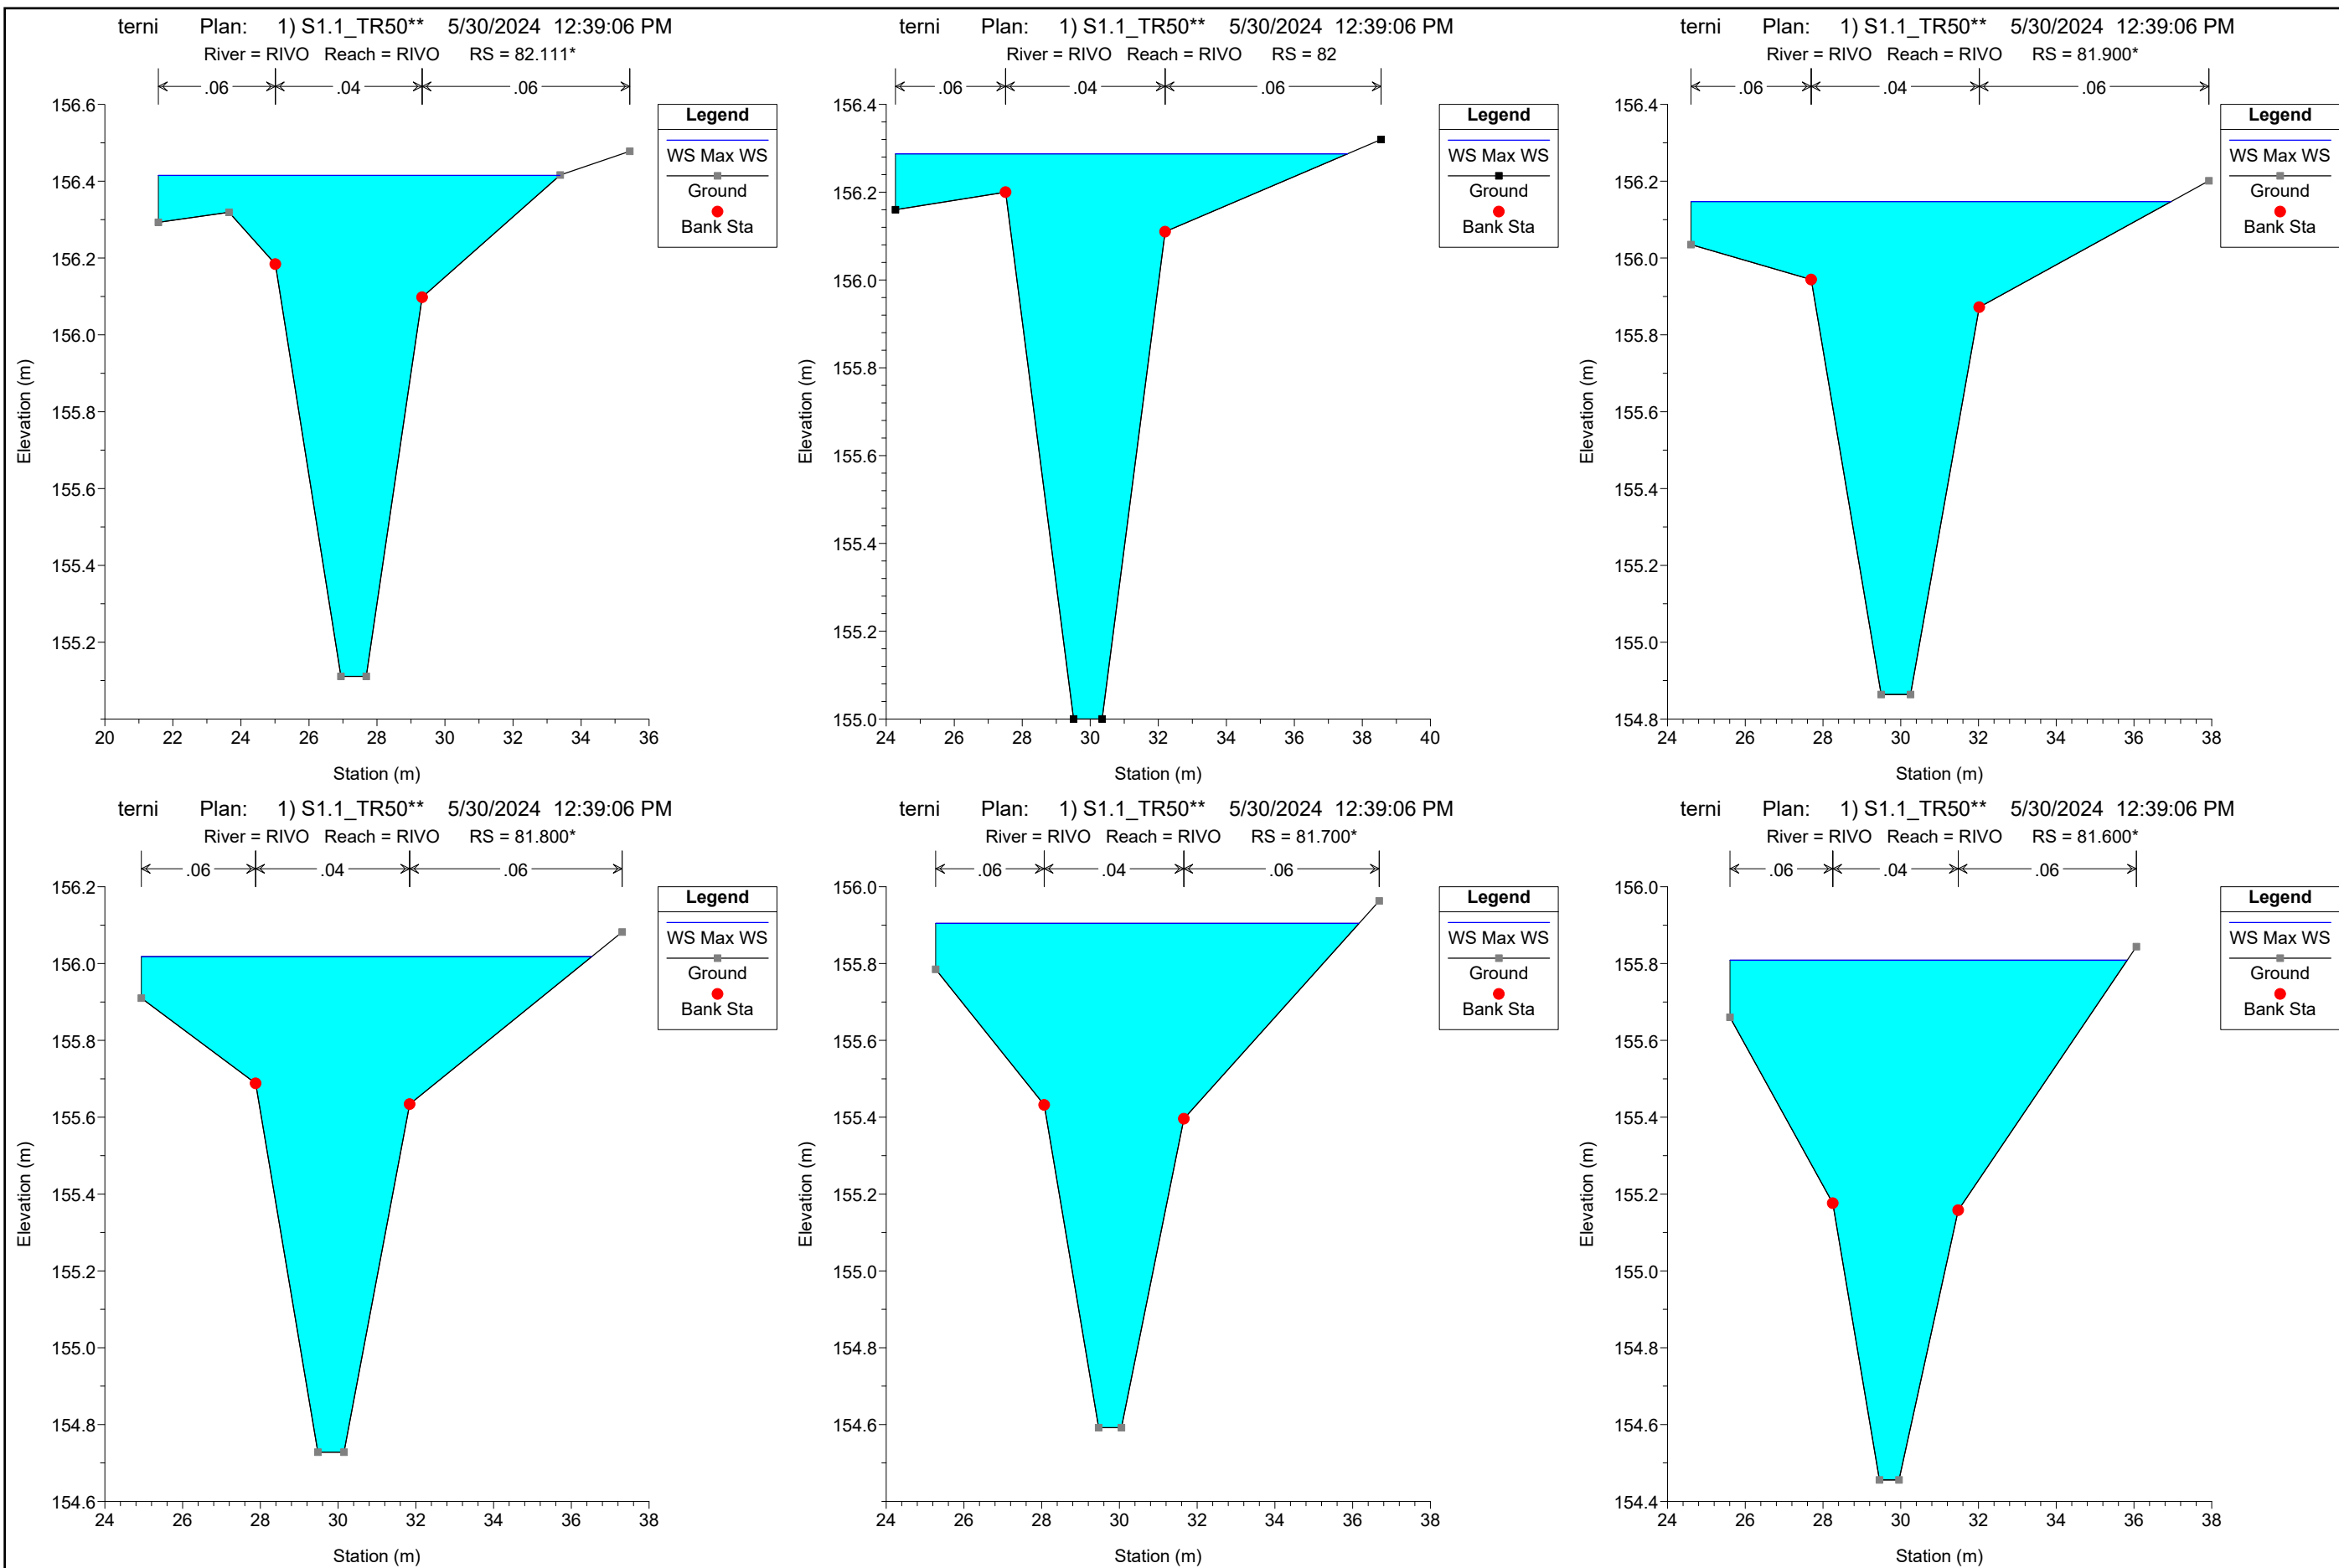 terni Plan: 1) S1.1_TR50** 5/30/2024 12:39:06 PM
River = RIVO Reach = RIVO RS = 82.111*
.06 .04 .06
156.6
156.4
156.2
156.0
155.8
155.6
155.4
155.2
Elevation (m)
20 22 24 26 28 30 32 34 36
Station (m)
Legend
WS Max WS
Ground
Bank Sta
terni Plan: 1) S1.1_TR50** 5/30/2024 12:39:06 PM
River = RIVO Reach = RIVO RS = 82
.06 .04 .06
156.4
156.2
156.0
155.8
155.6
155.4
155.2
155.0
Elevation (m)
24 26 28 30 32 34 36 38 40
Station (m)
Legend
WS Max WS
Ground
Bank Sta
terni Plan: 1) S1.1_TR50** 5/30/2024 12:39:06 PM
River = RIVO Reach = RIVO RS = 81.900*
.06 .04 .06
156.4
156.2
156.0
155.8
155.6
155.4
155.2
155.0
154.8
Elevation (m)
24 26 28 30 32 34 36 38
Station (m)
Legend
WS Max WS
Ground
Bank Sta
terni Plan: 1) S1.1_TR50** 5/30/2024 12:39:06 PM
River = RIVO Reach = RIVO RS = 81.800*
.06 .04 .06
156.2
156.0
155.8
155.6
155.4
155.2
155.0
154.8
154.6
Elevation (m)
24 26 28 30 32 34 36 38
Station (m)
Legend
WS Max WS
Ground
Bank Sta
terni Plan: 1) S1.1_TR50** 5/30/2024 12:39:06 PM
River = RIVO Reach = RIVO RS = 81.700*
.06 .04 .06
156.0
155.8
155.6
155.4
155.2
155.0
154.8
154.6
Elevation (m)
24 26 28 30 32 34 36 38
Station (m)
Legend
WS Max WS
Ground
Bank Sta
terni Plan: 1) S1.1_TR50** 5/30/2024 12:39:06 PM
River = RIVO Reach = RIVO RS = 81.600*
.06 .04 .06
156.0
155.8
155.6
155.4
155.2
155.0
154.8
154.6
154.4
Elevation (m)
24 26 28 30 32 34 36 38
Station (m)
Legend
WS Max WS
Ground
Bank Sta